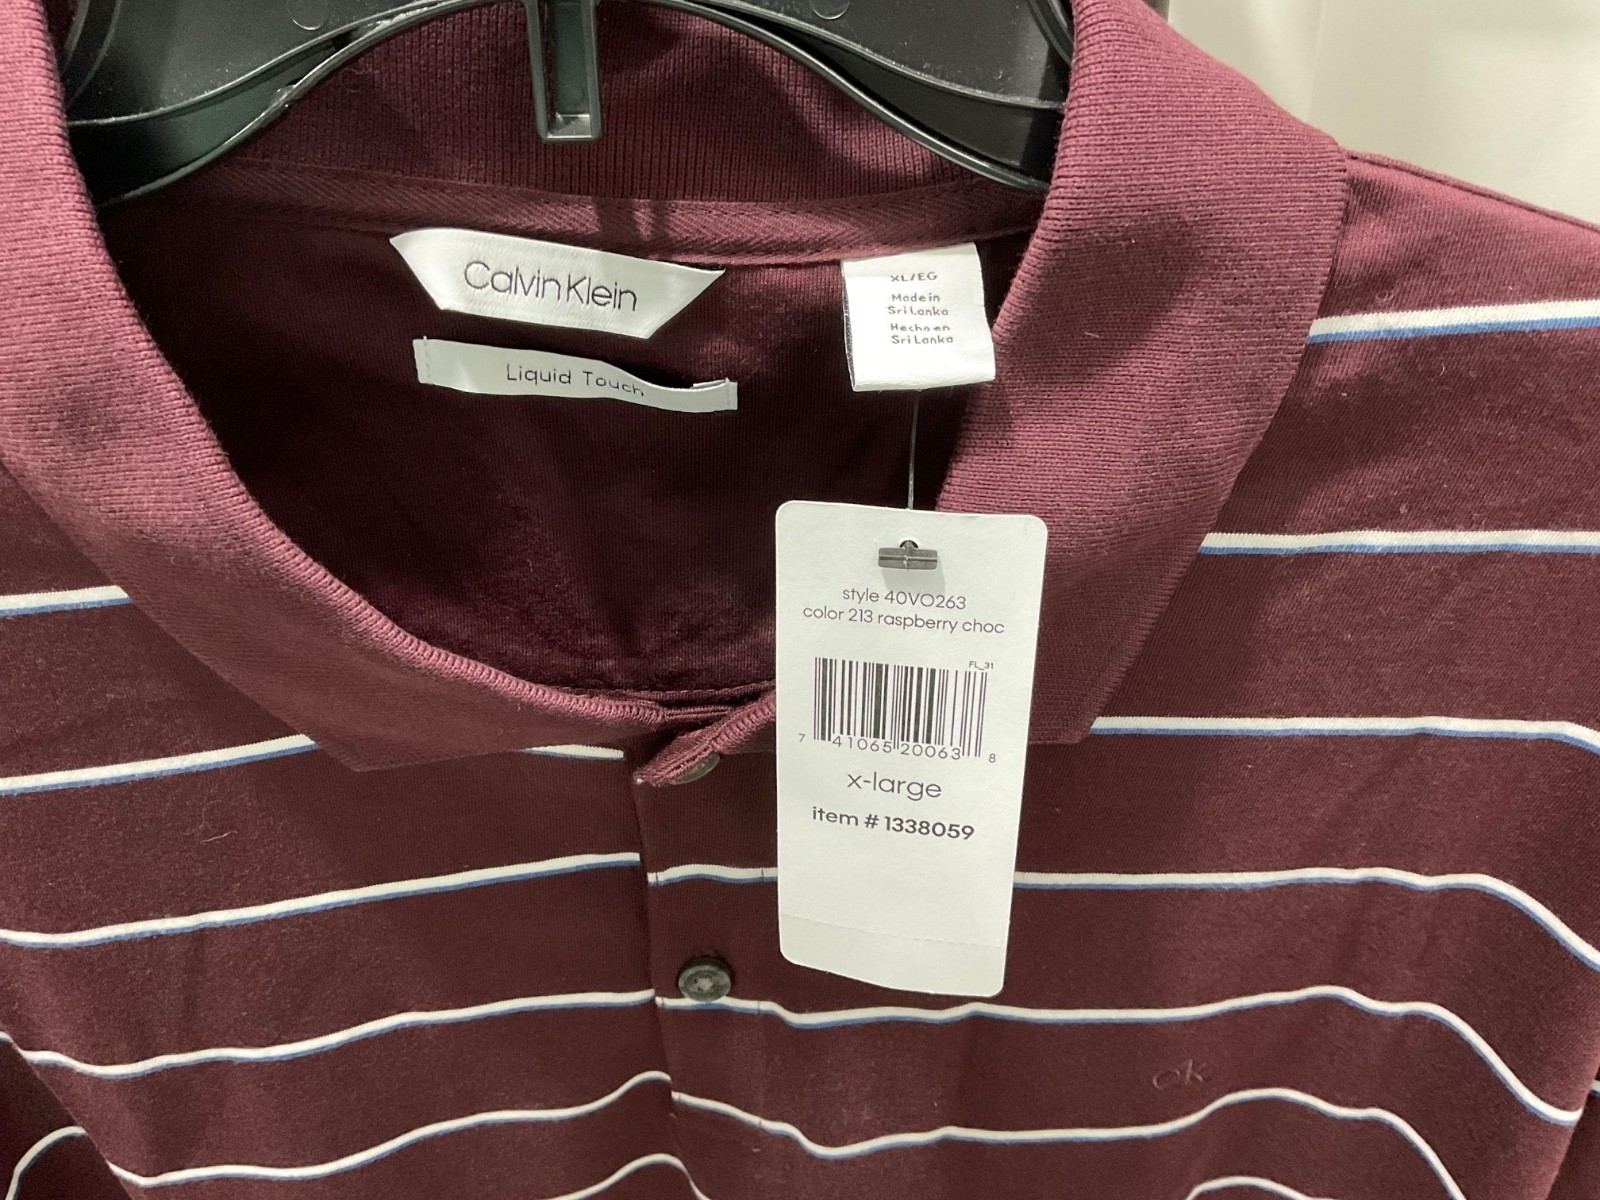 Calvin Klein
Liquid Touch
XL/EG
Made in
Sri Lanka
Hecho en
Sri Lanka
style 40VO263
color 213 raspberry choc
FL_31
7 41065 20063 8
x-large
item # 1338059
ck